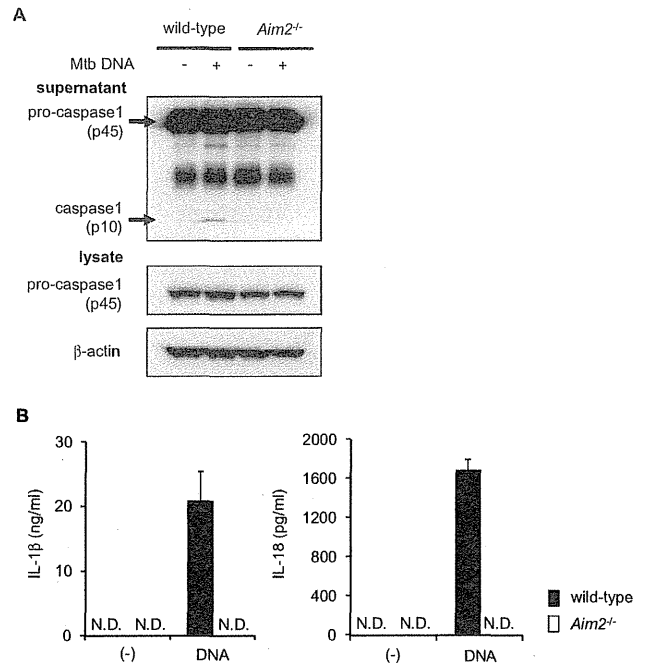 A
wild-type Aim2-/-
Mtb DNA - + - +
supernatant
pro-caspase1
(p45)
caspase1
(p10)
lysate
pro-caspase1
(p45)
β-actin
B
IL-1β (ng/ml)
30
20
10
0
N.D. N.D. N.D.
(-) DNA
IL-18 (pg/ml)
2000
1600
1200
800
400
0
N.D. N.D. N.D.
(-) DNA
wild-type
Aim2-/-